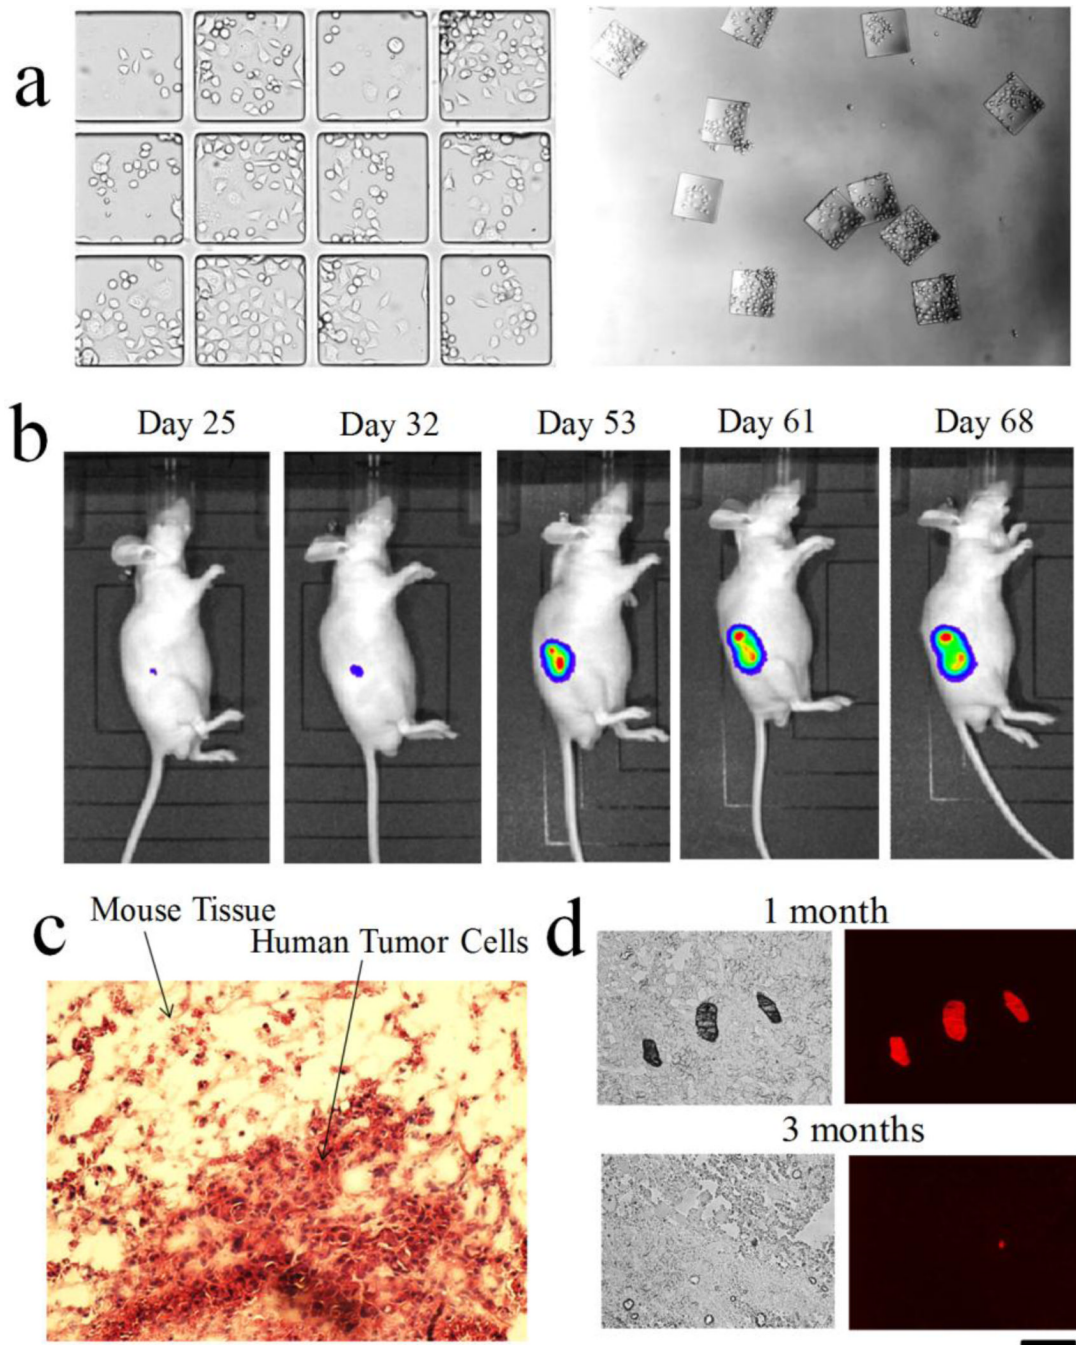 a
b
Day 25
Day 32
Day 53
Day 61
Day 68
c
Mouse Tissue
Human Tumor Cells
d
1 month
3 months